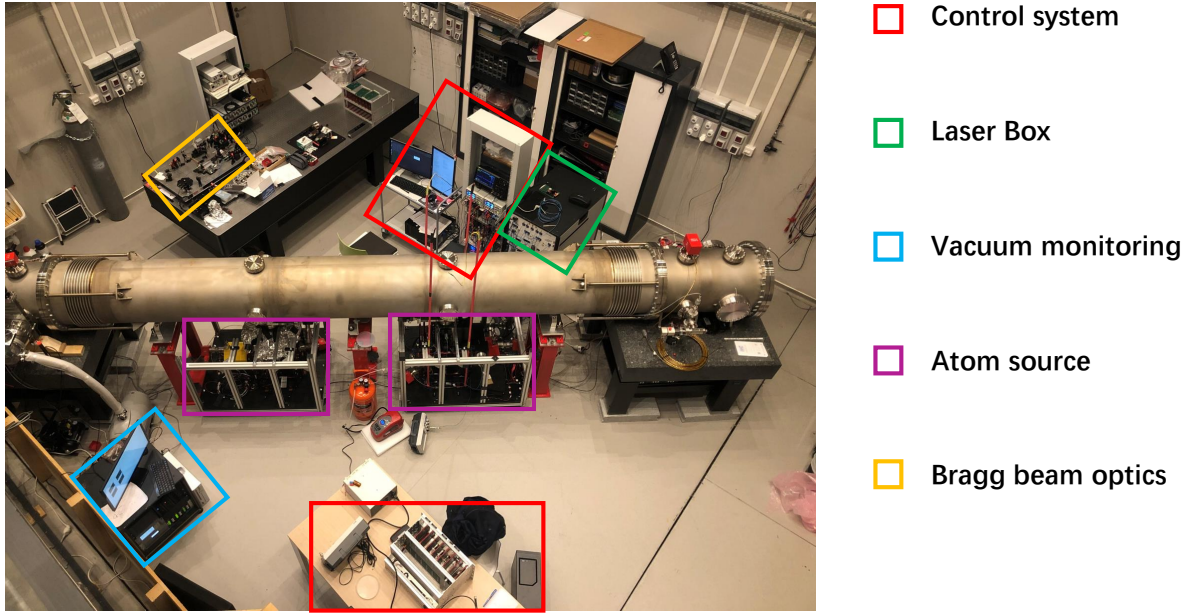 Control system
Laser Box
Vacuum monitoring
Atom source
Bragg beam optics